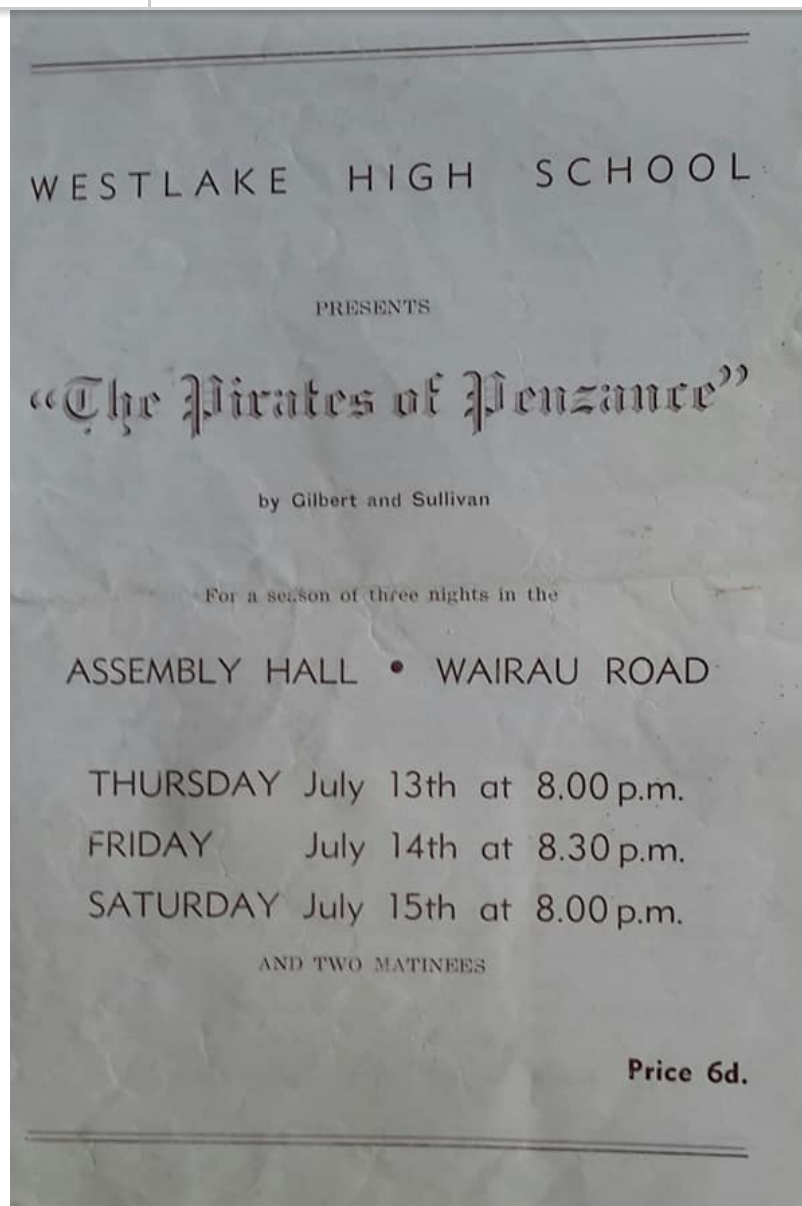 WESTLAKE HIGH SCHOOL
PRESENTS
“The Pirates of Penzance”
by Gilbert and Sullivan
For a season of three nights in the
ASSEMBLY HALL • WAIRAU ROAD
THURSDAY July 13th at 8.00 p.m.
FRIDAY July 14th at 8.30 p.m.
SATURDAY July 15th at 8.00 p.m.
AND TWO MATINEES
Price 6d.